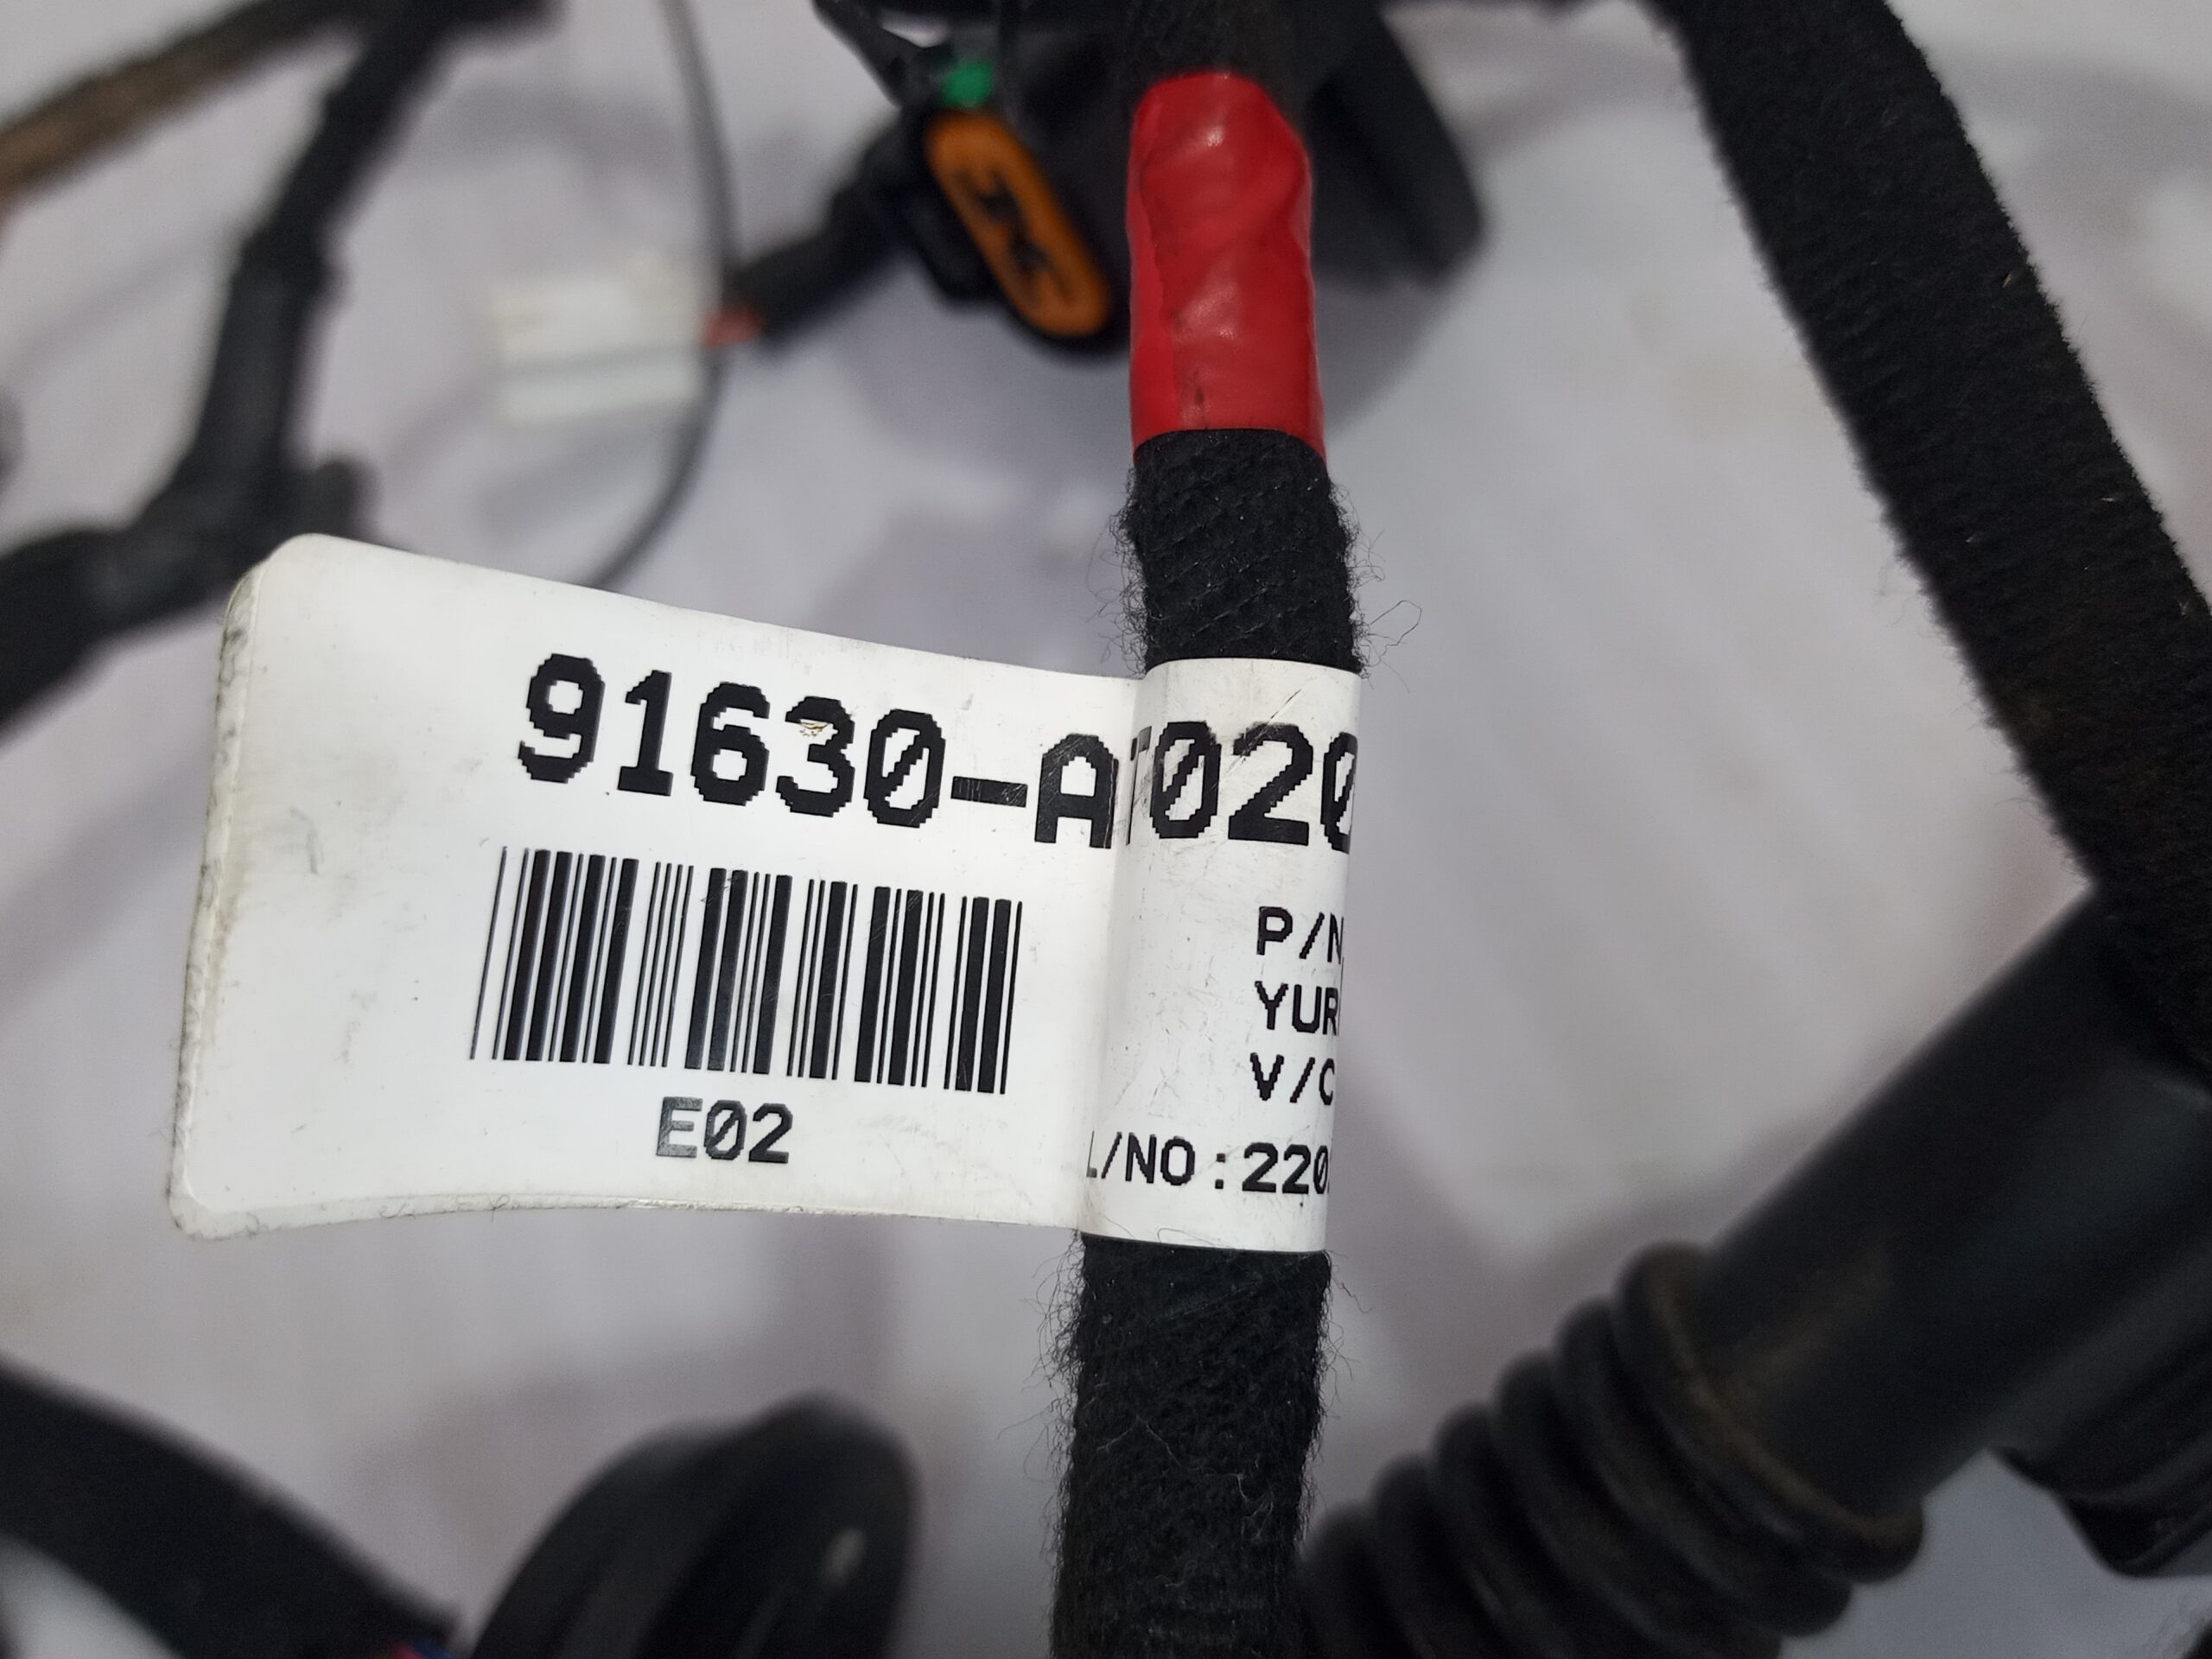 91630-AT020
E02
P/N
YUR
V/C
L/NO:220